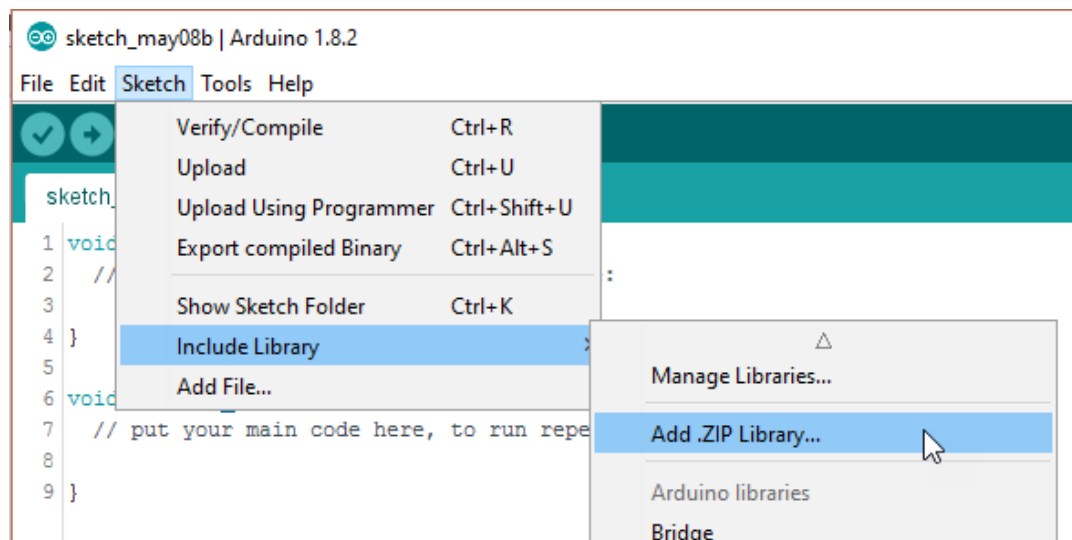 sketch_may08b | Arduino 1.8.2
File Edit Sketch Tools Help
Verify/Compile Ctrl+R
Upload Ctrl+U
sketch_
Upload Using Programmer Ctrl+Shift+U
1 void
Export compiled Binary Ctrl+Alt+S
2 // :
3
Show Sketch Folder Ctrl+K
4 }
Include Library
5
Add File...
Manage Libraries...
6 void
7 // put your main code here, to run repe
Add .ZIP Library...
8
9 }
Arduino libraries
Bridge